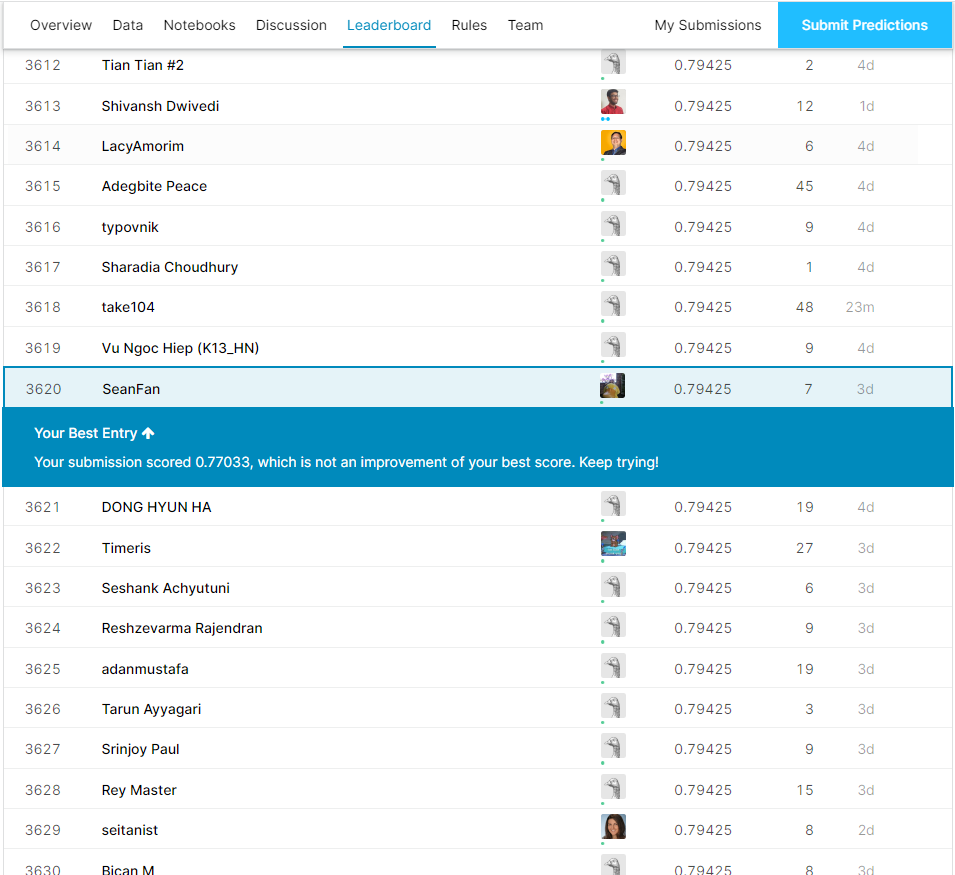 Overview Data Notebooks Discussion Leaderboard Rules Team My Submissions Submit Predictions
3612 Tian Tian #2 0.79425 2 4d
3613 Shivansh Dwivedi 0.79425 12 1d
3614 LacyAmorim 0.79425 6 4d
3615 Adegbite Peace 0.79425 45 4d
3616 typovnik 0.79425 9 4d
3617 Sharadia Choudhury 0.79425 1 4d
3618 take104 0.79425 48 23m
3619 Vu Ngoc Hiep (K13_HN) 0.79425 9 4d
3620 SeanFan 0.79425 7 3d
Your Best Entry ↑
Your submission scored 0.77033, which is not an improvement of your best score. Keep trying!
3621 DONG HYUN HA 0.79425 19 4d
3622 Timeris 0.79425 27 3d
3623 Seshank Achyutuni 0.79425 6 3d
3624 Reshzevarma Rajendran 0.79425 9 3d
3625 adanmustafa 0.79425 19 3d
3626 Tarun Ayyagari 0.79425 3 3d
3627 Srinjoy Paul 0.79425 9 3d
3628 Rey Master 0.79425 15 3d
3629 seitanist 0.79425 8 2d
3630 Bican M 0.79425 8 3d